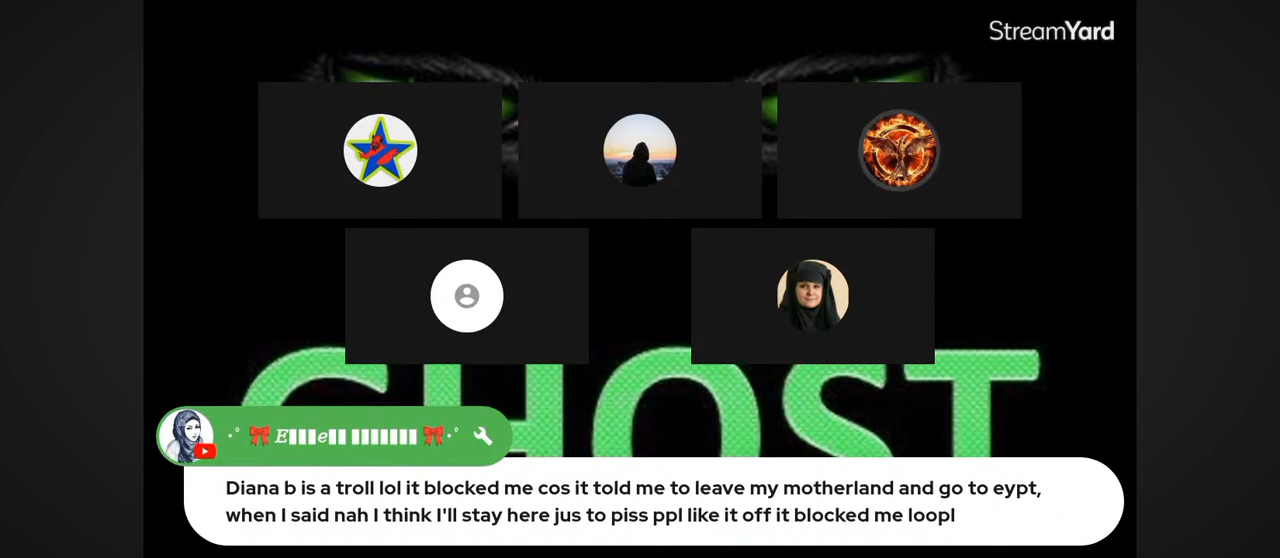 StreamYard
GHOST
Diana b is a troll lol it blocked me cos it told me to leave my motherland and go to eypt,
when I said nah I think I'll stay here jus to piss ppl like it off it blocked me loopl